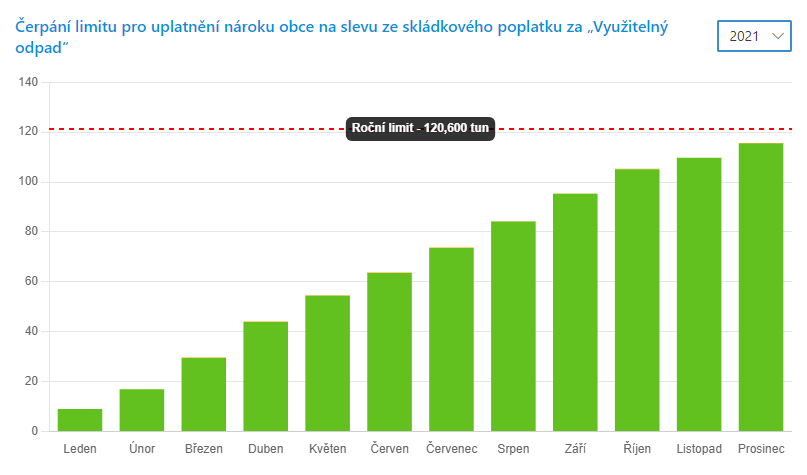 Čerpání limitu pro uplatnění nároku obce na slevu ze skládkového poplatku za „Využitelný
odpad“
2021
140
120
100
80
60
40
20
0
Roční limit - 120,600 tun
Leden
Únor
Březen
Duben
Květen
Červen
Červenec
Srpen
Září
Říjen
Listopad
Prosinec